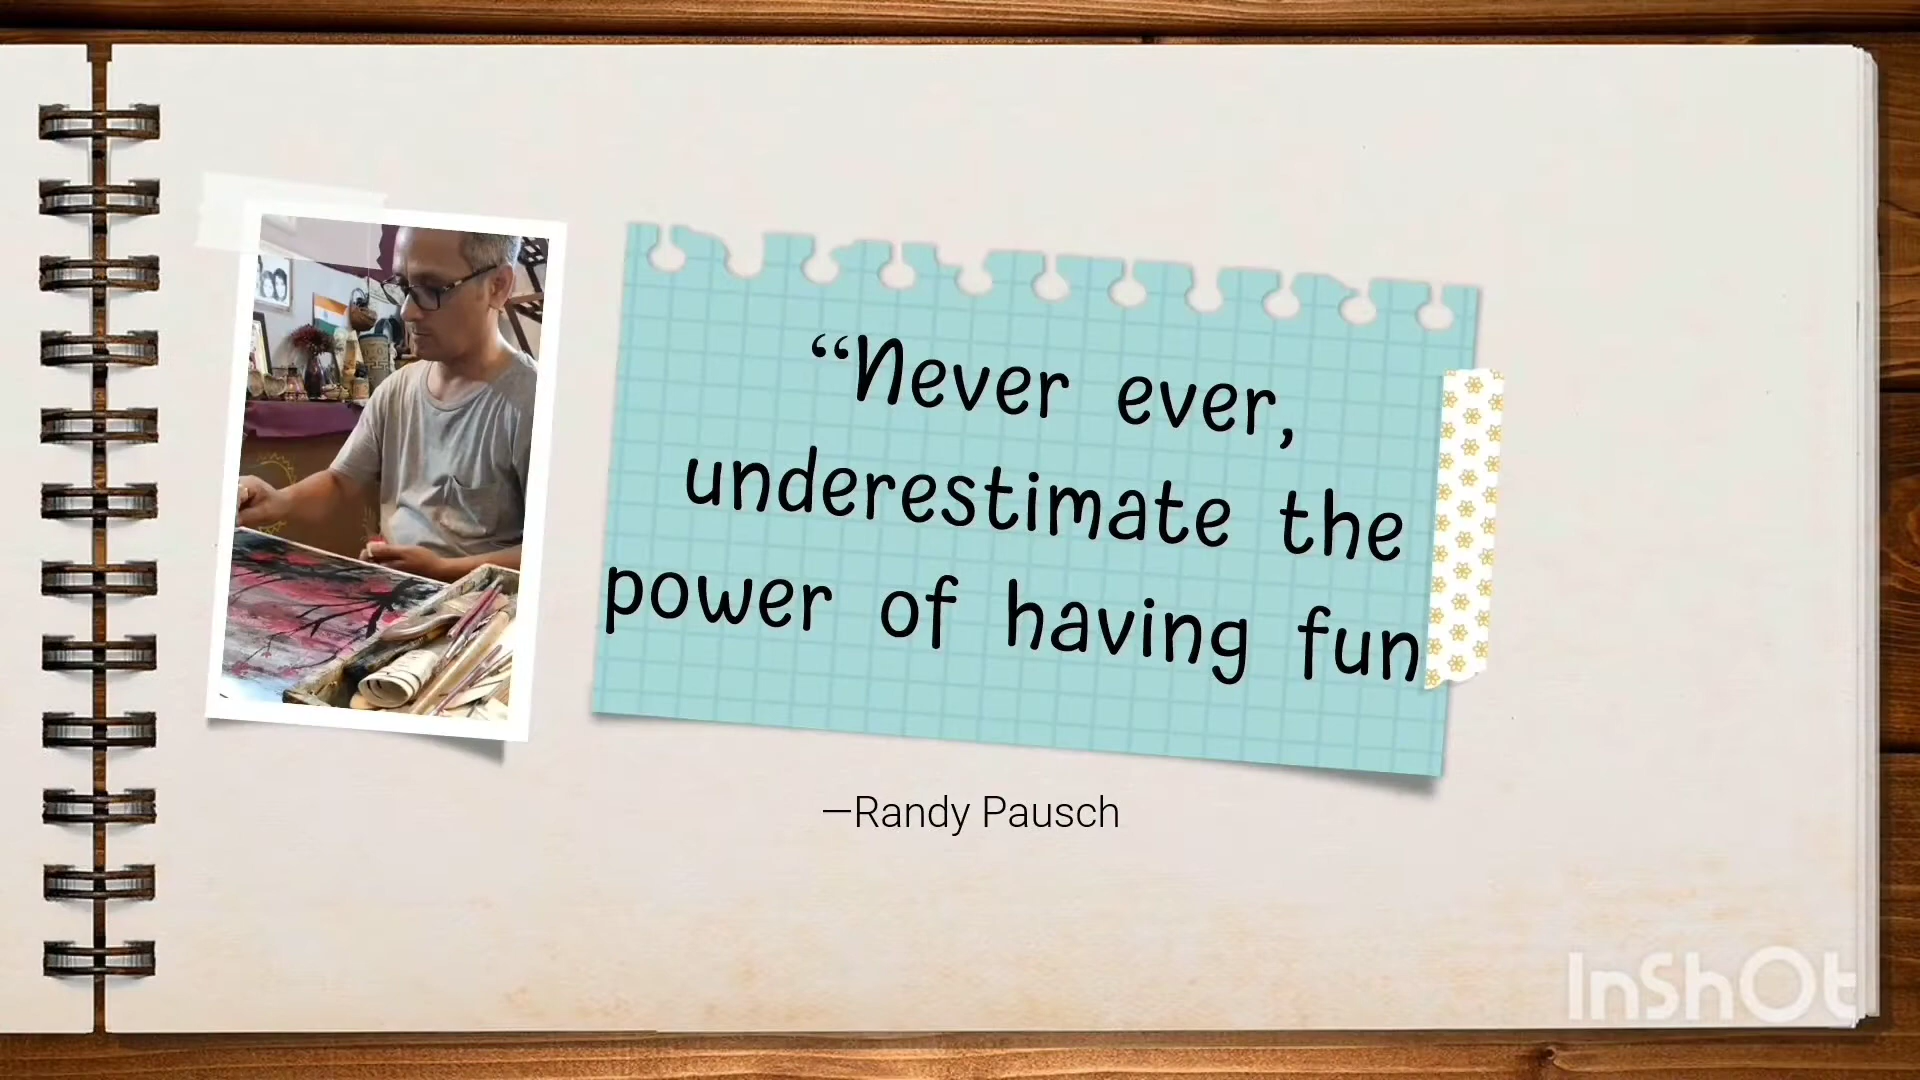 “Never ever,
underestimate the
power of having fun
—Randy Pausch
InShOt